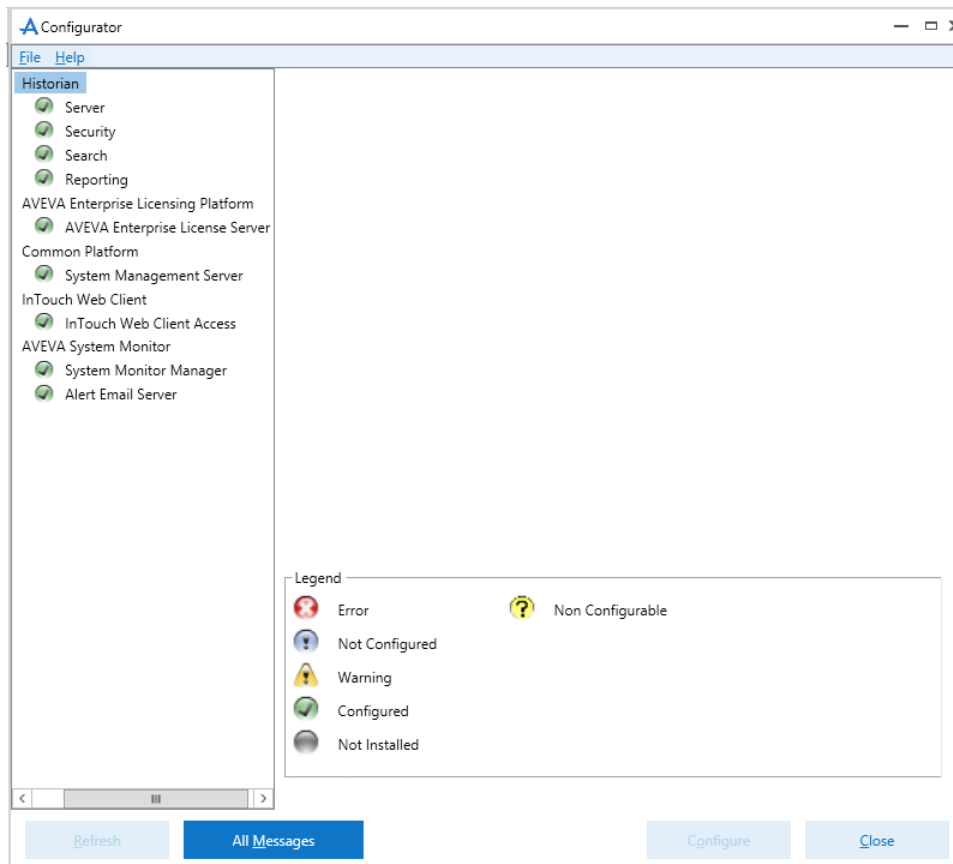 Configurator
File Help
Historian
Server
Security
Search
Reporting
AVEVA Enterprise Licensing Platform
AVEVA Enterprise License Server
Common Platform
System Management Server
InTouch Web Client
InTouch Web Client Access
AVEVA System Monitor
System Monitor Manager
Alert Email Server
Legend
Error
Non Configurable
Not Configured
Warning
Configured
Not Installed
Refresh All Messages Configure Close